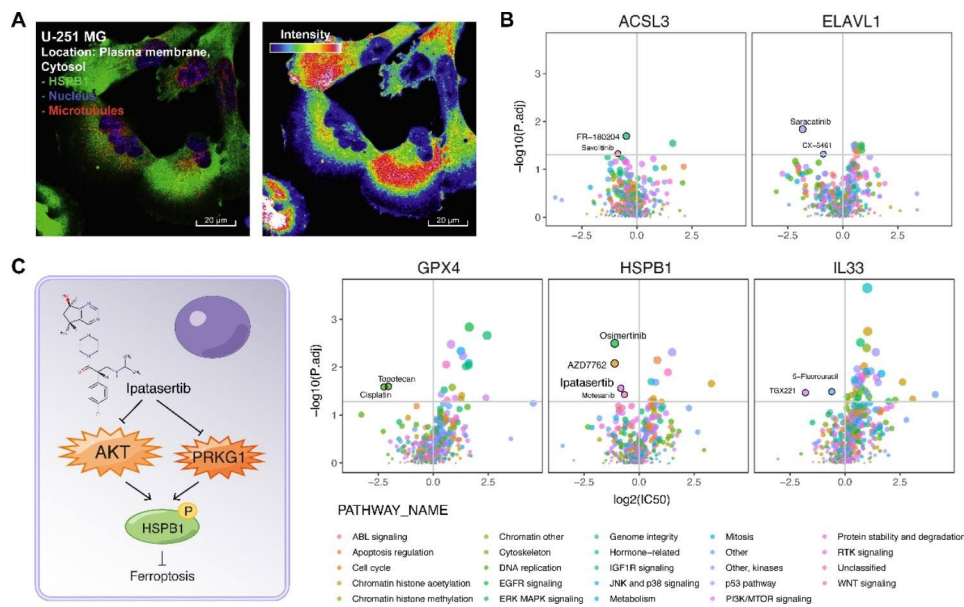 A
U-251 MG
Location: Plasma membrane,
Cytosol
- HSPB1
- Nucleus
- Microtubules
20 µm
Intensity
20 µm
B
ACSL3
ELAVL1
-log10(P.adj)
3
2
1
0
FR-180204
Savolitinib
Saracatinib
CX-5461
-2.5
0.0
2.5
-2.5
0.0
2.5
C
Ipatasertib
AKT
PRKG1
P
HSPB1
Ferroptosis
GPX4
HSPB1
IL33
-log10(P.adj)
3
2
1
0
Topotecan
Cisplatin
Osimertinib
AZD7762
Ipatasertib
Motesanib
5-Fluorouracil
TGX221
-2.5
0.0
2.5
-2.5
0.0
2.5
-2.5
0.0
2.5
log2(IC50)
PATHWAY_NAME
ABL signaling
Apoptosis regulation
Cell cycle
Chromatin histone acetylation
Chromatin histone methylation
Chromatin other
Cytoskeleton
DNA replication
EGFR signaling
ERK MAPK signaling
Genome integrity
Hormone-related
IGF1R signaling
JNK and p38 signaling
Metabolism
Mitosis
Other
Other, kinases
p53 pathway
PI3K/MTOR signaling
Protein stability and degradation
RTK signaling
Unclassified
WNT signaling